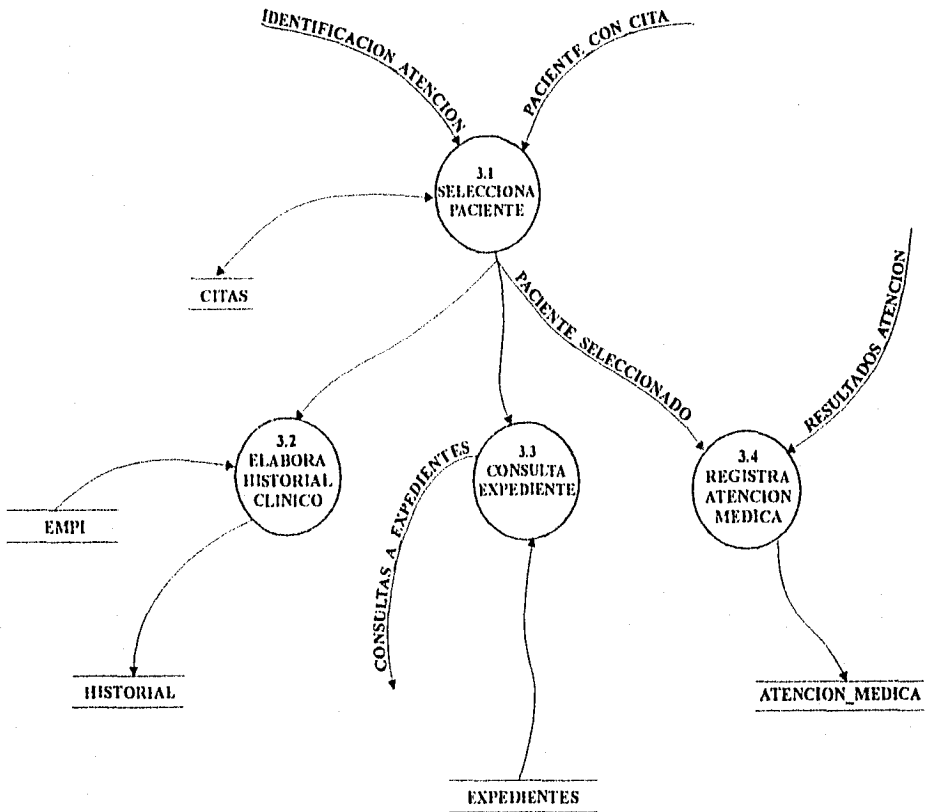 IDENTIFICACION ATENCION
PACIENTE CON CITA
3.1
SELECCIONA
PACIENTE
CITAS
PACIENTE SELECCIONADO
RESULTADOS ATENCION
3.2
ELABORA
HISTORIAL
CLINICO
CONSULTAS A EXPEDIENTES
3.3
CONSULTA
EXPEDIENTE
3.4
REGISTRA
ATENCION
MEDICA
EMPI
HISTORIAL
ATENCION_MEDICA
EXPEDIENTES